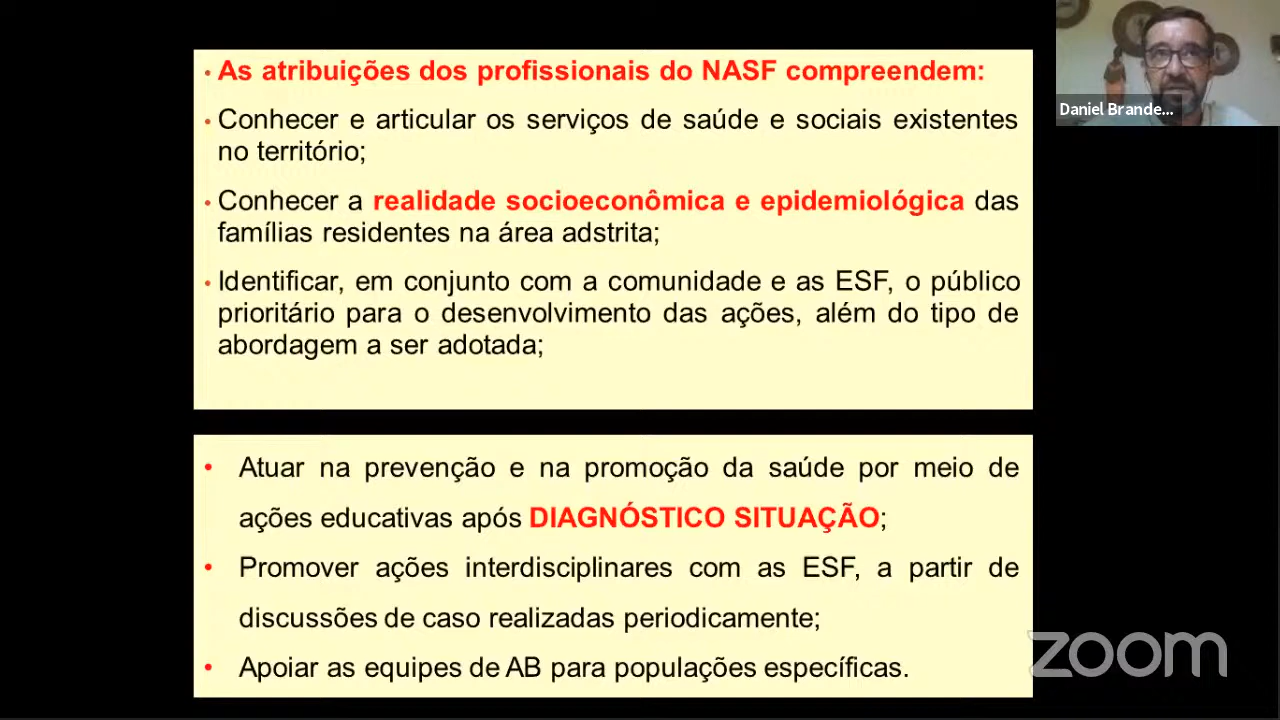 • As atribuições dos profissionais do NASF compreendem:
• Conhecer e articular os serviços de saúde e sociais existentes
no território;
• Conhecer a realidade socioeconômica e epidemiológica das
famílias residentes na área adstrita;
• Identificar, em conjunto com a comunidade e as ESF, o público
prioritário para o desenvolvimento das ações, além do tipo de
abordagem a ser adotada;
• Atuar na prevenção e na promoção da saúde por meio de
ações educativas após DIAGNÓSTICO SITUAÇÃO;
• Promover ações interdisciplinares com as ESF, a partir de
discussões de caso realizadas periodicamente;
• Apoiar as equipes de AB para populações específicas.
Daniel Brande...
zoom